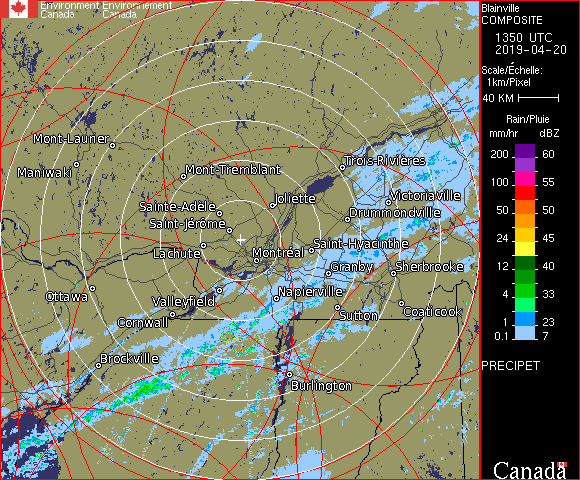 Environment Environnement
Canada Canada
Blainville
COMPOSITE
1350 UTC
2019-04-20
Scale/Échelle:
1km/Pixel
40 KM
Rain/Pluie
mm/hr dBZ
200 60
100 55
50 50
24 45
12 40
4 33
1 23
0.1 7
PRECIPET
Canada
Mont-Laurier
Maniwaki
Mont-Tremblant
Trois-Rivières
Joliette
Victoriaville
Sainte-Adèle
Drummondville
Saint-Jérôme
Lachute
Montréal
Saint-Hyacinthe
Granby
Sherbrooke
Ottawa
Valleyfield
Napierville
Cornwall
Sutton
Coaticook
Brockville
Burlington